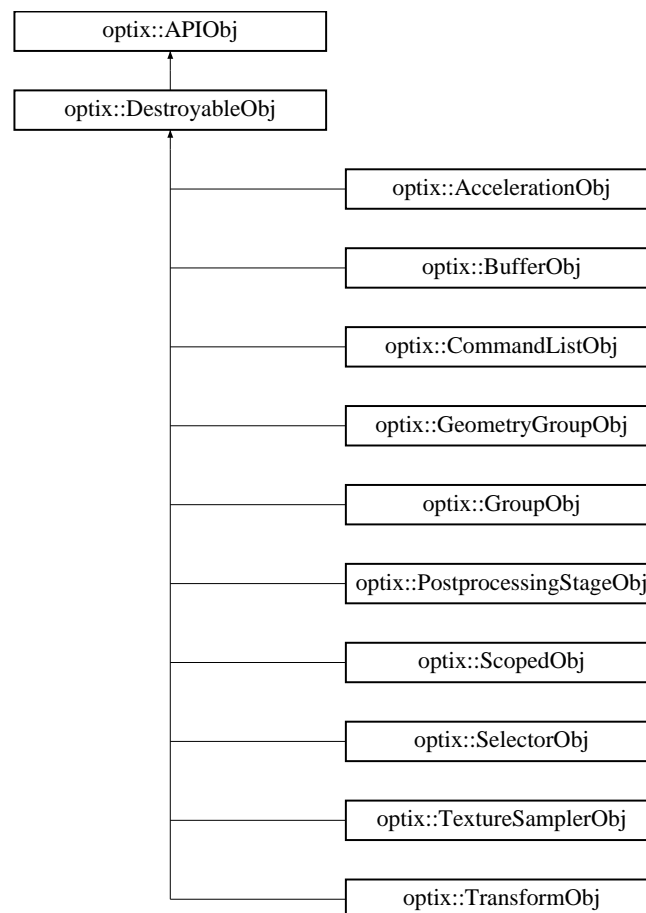 optix::APIObj
optix::DestroyableObj
optix::AccelerationObj
optix::BufferObj
optix::CommandListObj
optix::GeometryGroupObj
optix::GroupObj
optix::PostprocessingStageObj
optix::ScopedObj
optix::SelectorObj
optix::TextureSamplerObj
optix::TransformObj